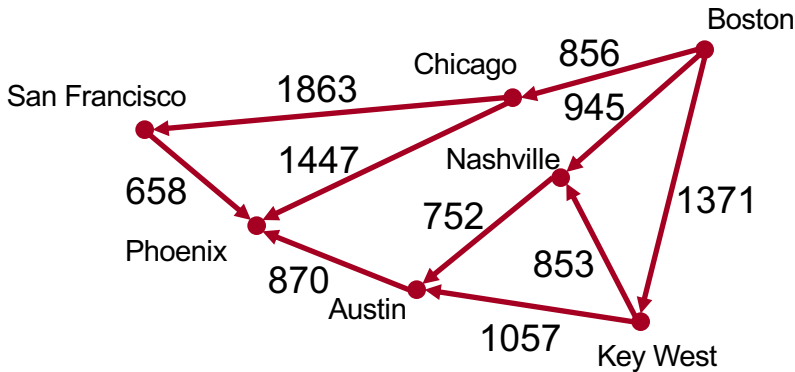 Boston
856
Chicago
1863
San Francisco
945
1447
Nashville
658
1371
752
Phoenix
853
870
Austin
1057
Key West